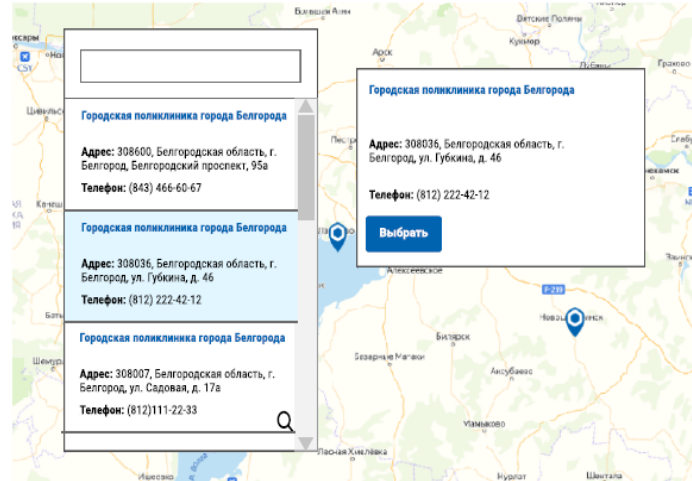 Городская поликлиника города Белгорода
Адрес: 308600, Белгородская область, г.
Белгород, Белгородский проспект, 95а
Телефон: (843) 466-60-67
Городская поликлиника города Белгорода
Адрес: 308036, Белгородская область, г.
Белгород, ул. Губкина, д. 46
Телефон: (812) 222-42-12
Городская поликлиника города Белгорода
Адрес: 308007, Белгородская область, г.
Белгород, ул. Садовая, д. 17а
Телефон: (812)111-22-33
Городская поликлиника города Белгорода
Адрес: 308036, Белгородская область, г.
Белгород, ул. Губкина, д. 46
Телефон: (812) 222-42-12
Выбрать
Вятские Поляны
Кукмор
Арск
CSY
Алексеевское
P-239
Билярск
Базарные Матаки
Аксубаево
Лесная Хмелёвка
Нурлат
Шентала